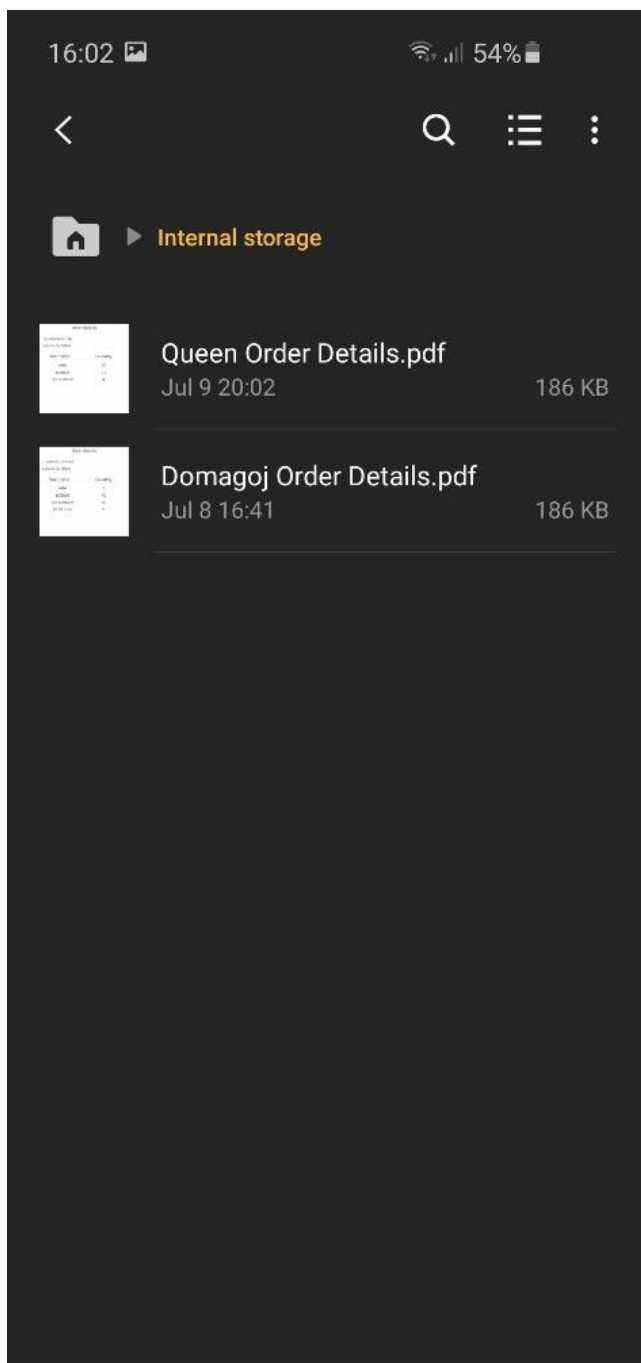 16:02 54%
Internal storage
Queen Order Details.pdf
Jul 9 20:02 186 KB
Domagoj Order Details.pdf
Jul 8 16:41 186 KB